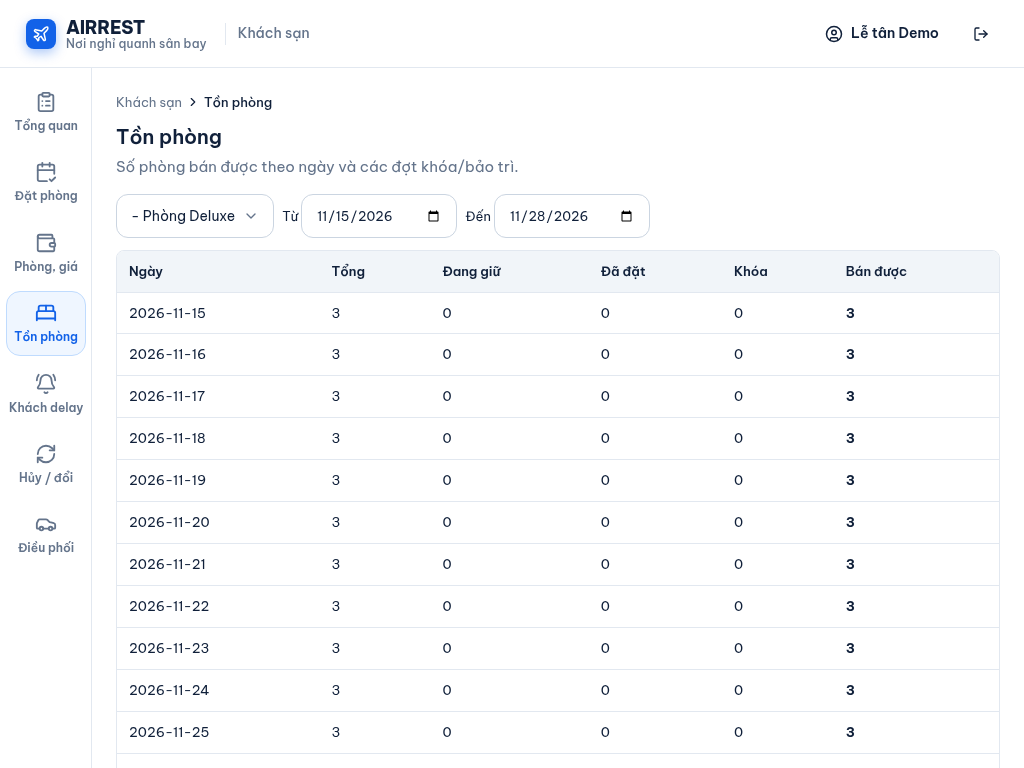 AIRREST
Nơi nghỉ quanh sân bay
Khách sạn
Lễ tân Demo
Tổng quan
Đặt phòng
Phòng, giá
Tồn phòng
Khách delay
Hủy / đổi
Điều phối
Khách sạn > Tồn phòng
Tồn phòng
Số phòng bán được theo ngày và các đợt khóa/bảo trì.
- Phòng Deluxe Từ 11/15/2026 Đến 11/28/2026
Ngày Tổng Đang giữ Đã đặt Khóa Bán được
2026-11-15 3 0 0 0 3
2026-11-16 3 0 0 0 3
2026-11-17 3 0 0 0 3
2026-11-18 3 0 0 0 3
2026-11-19 3 0 0 0 3
2026-11-20 3 0 0 0 3
2026-11-21 3 0 0 0 3
2026-11-22 3 0 0 0 3
2026-11-23 3 0 0 0 3
2026-11-24 3 0 0 0 3
2026-11-25 3 0 0 0 3